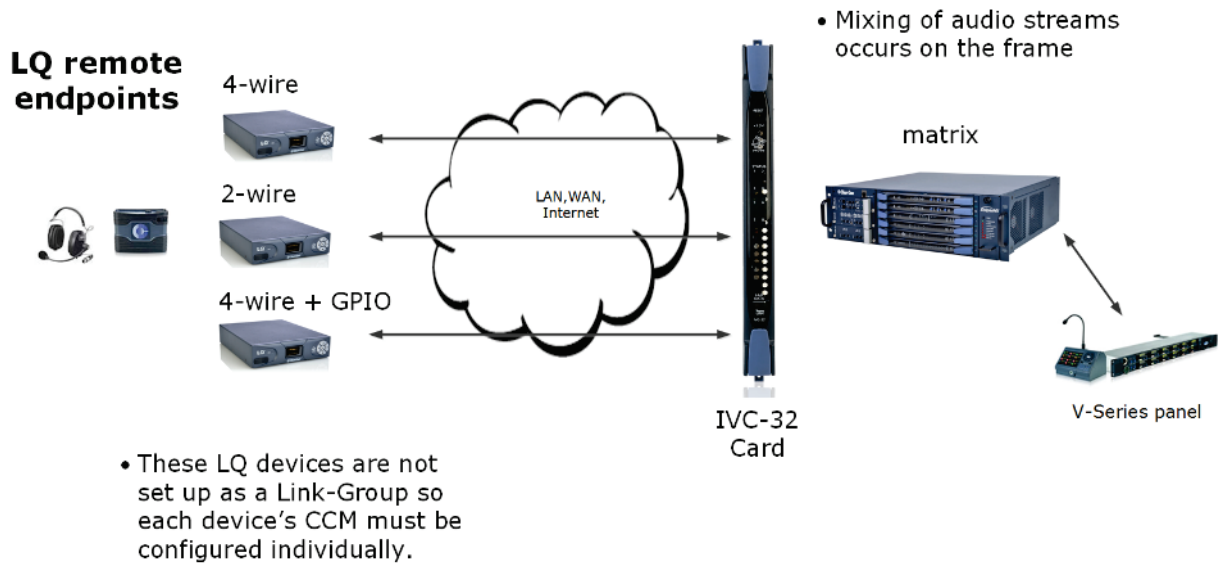 LQ remote
endpoints
4-wire
2-wire
4-wire + GPIO
LAN,WAN,
Internet
• Mixing of audio streams
occurs on the frame
matrix
IVC-32
Card
V-Series panel
• These LQ devices are not
set up as a Link-Group so
each device’s CCM must be
configured individually.